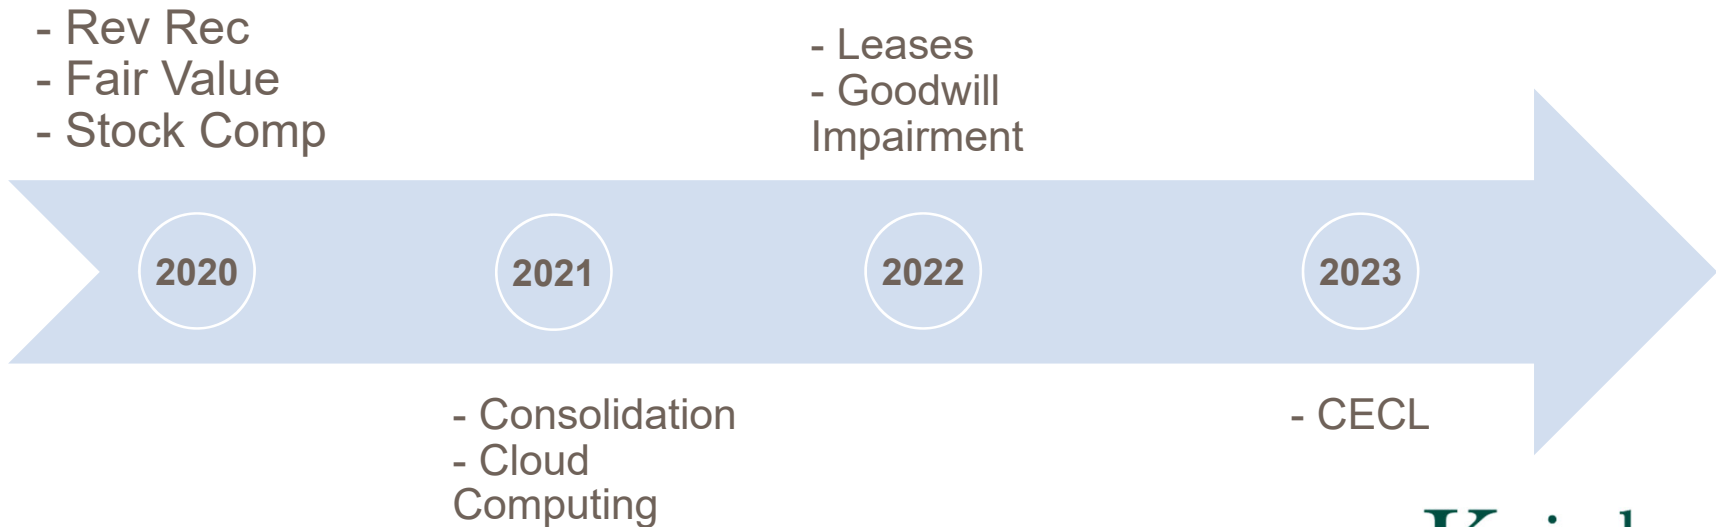 - Rev Rec
- Fair Value
- Stock Comp
- Leases
- Goodwill
Impairment
2020
2021
2022
2023
- Consolidation
- Cloud
Computing
- CECL